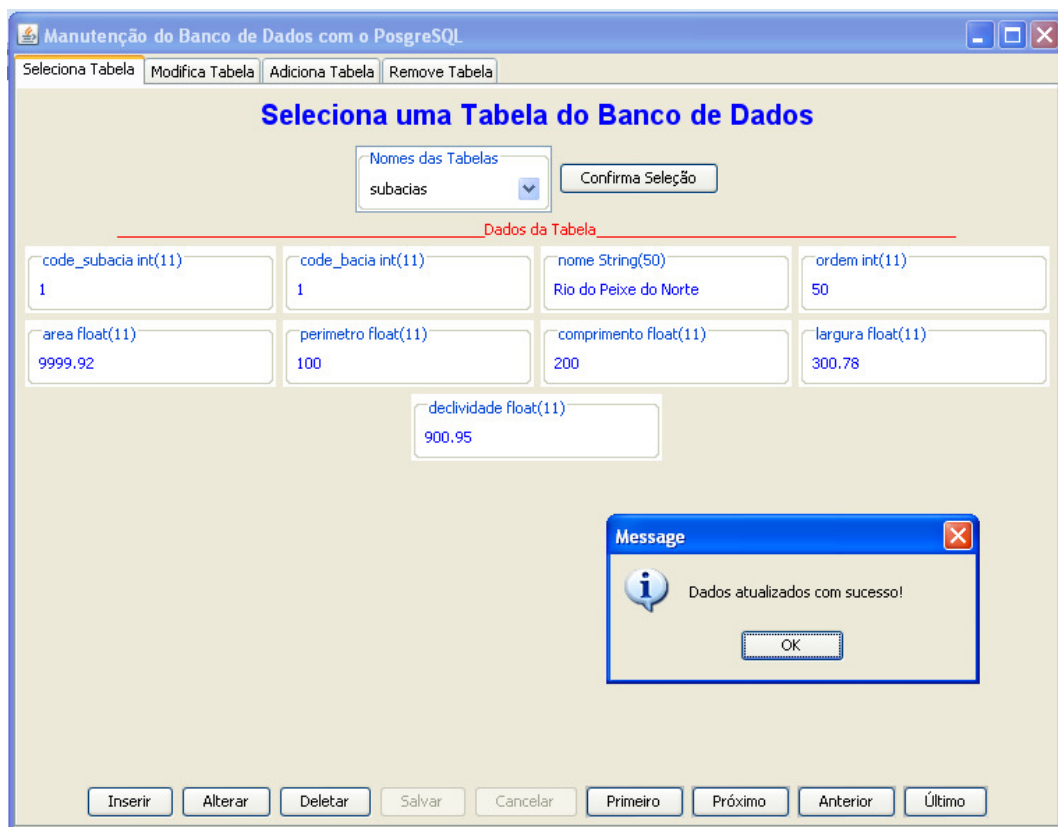 Manutenção do Banco de Dados com o PosgreSQL
Seleciona Tabela Modifica Tabela Adiciona Tabela Remove Tabela
Seleciona uma Tabela do Banco de Dados
Nomes das Tabelas
subacias Confirma Seleção
Dados da Tabela
code_subacia int(11) code_bacia int(11) nome String(50) ordem int(11)
1 1 Rio do Peixe do Norte 50
area float(11) perimetro float(11) comprimento float(11) largura float(11)
9999.92 100 200 300.78
declividade float(11)
900.95
Message
Dados atualizados com sucesso!
OK
Inserir Alterar Deletar Salvar Cancelar Primeiro Próximo Anterior Último